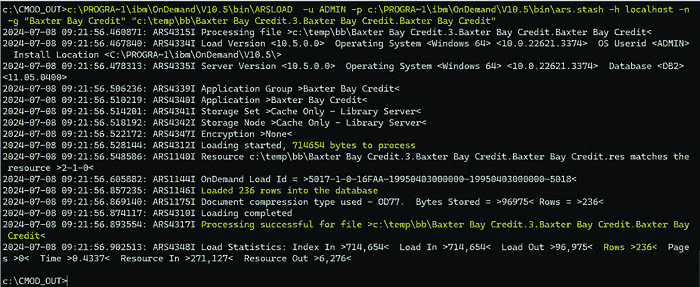 c:\CMOD_OUT>c:\PROGRA~1\ibm\OnDemand\V10.5\bin\ARSLOAD  -u ADMIN -p c:\PROGRA~1\ibm\OnDemand\V10.5\bin\ars.stash -h localhost -n
-g "Baxter Bay Credit" "c:\temp\bb\Baxter Bay Credit.3.Baxter Bay Credit.Baxter Bay Credit"
2024-07-08 09:21:56.460871: ARS4315I Processing file >c:\temp\bb\Baxter Bay Credit.3.Baxter Bay Credit.Baxter Bay Credit<
2024-07-08 09:21:56.467840: ARS4334I Load Version <10.5.0.0>  Operating System <Windows 64> <10.0.22621.3374>  OS Userid <ADMIN>
  Install Location <C:\PROGRA~1\ibm\OnDemand\V10.5\>
2024-07-08 09:21:56.478313: ARS4335I Server Version <10.5.0.0>  Operating System <Windows 64> <10.0.22621.3374>  Database <DB2>
<11.05.0400>
2024-07-08 09:21:56.506236: ARS4339I Application Group >Baxter Bay Credit<
2024-07-08 09:21:56.510219: ARS4340I Application >Baxter Bay Credit<
2024-07-08 09:21:56.514201: ARS4341I Storage Set >Cache Only - Library Server<
2024-07-08 09:21:56.518192: ARS4342I Storage Node >Cache Only - Library Server<
2024-07-08 09:21:56.522172: ARS4347I Encryption >None<
2024-07-08 09:21:56.528144: ARS4312I Loading started, 714654 bytes to process
2024-07-08 09:21:56.548586: ARS1140I Resource c:\temp\bb\Baxter Bay Credit.3.Baxter Bay Credit.Baxter Bay Credit.res matches the
resource >2-1-0<
2024-07-08 09:21:56.605882: ARS1144I OnDemand Load Id = >5017-1-0-16FAA-19950403000000-19950403000000-5018<
2024-07-08 09:21:56.857235: ARS1146I Loaded 236 rows into the database
2024-07-08 09:21:56.869140: ARS1175I Document compression type used - OD77.  Bytes Stored = >96975< Rows = >236<
2024-07-08 09:21:56.874117: ARS4310I Loading completed
2024-07-08 09:21:56.893554: ARS4317I Processing successful for file >c:\temp\bb\Baxter Bay Credit.3.Baxter Bay Credit.Baxter Bay
Credit<
2024-07-08 09:21:56.902513: ARS4348I Load Statistics: Index In >714,654<  Load In >714,654<  Load Out >96,975<  Rows >236<  Page
s >0<  Time >0.4337<  Resource In >271,127<  Resource Out >6,276<
c:\CMOD_OUT>